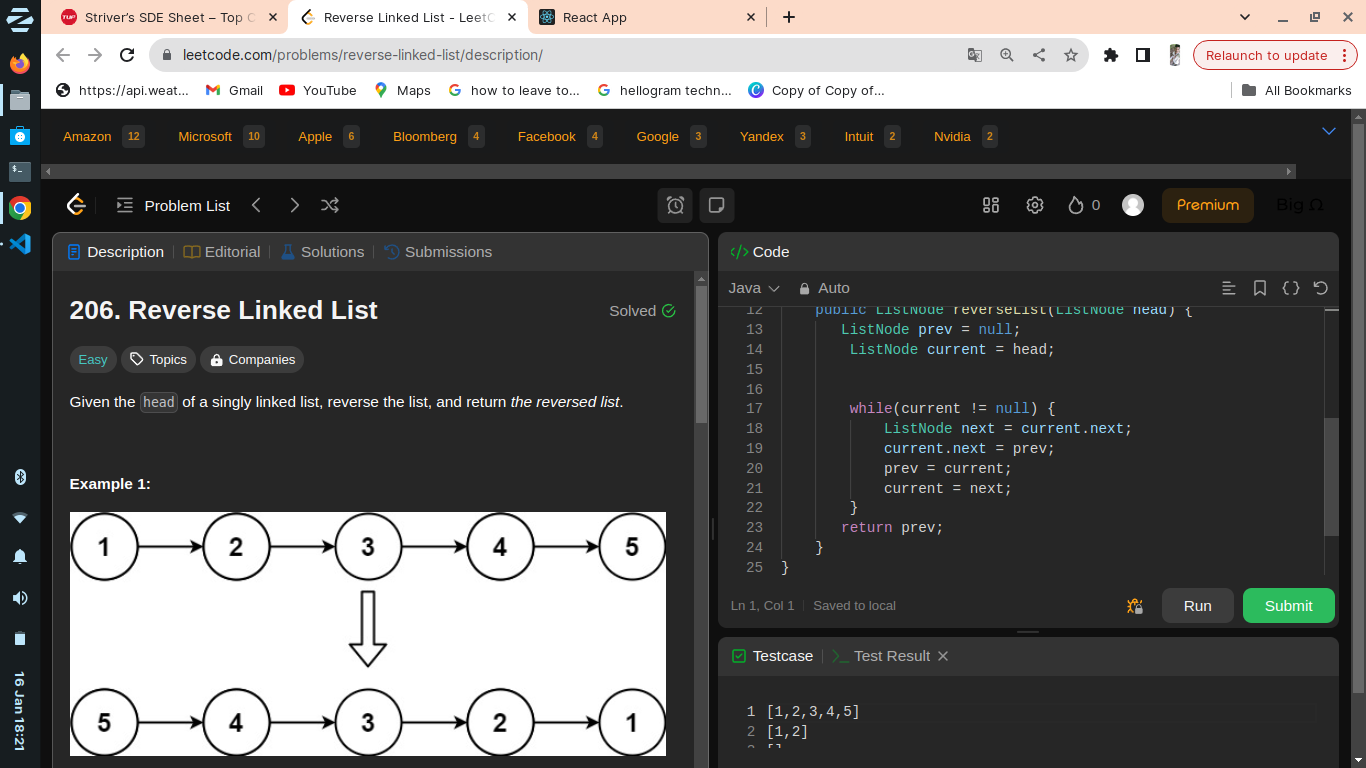 Striver's SDE Sheet – Top C
Reverse Linked List - LeetC
React App
leetcode.com/problems/reverse-linked-list/description/
Relaunch to update
https://api.weat...
Gmail
YouTube
Maps
how to leave to...
hellogram techn...
Copy of Copy of...
All Bookmarks
Amazon 12 Microsoft 10 Apple 6 Bloomberg 4 Facebook 4 Google 3 Yandex 3 Intuit 2 Nvidia 2
Problem List
0
Premium
Big Ω
Description
Editorial
Solutions
Submissions
206. Reverse Linked List
Solved
Easy
Topics
Companies
Given the head of a singly linked list, reverse the list, and return the reversed list.
Example 1:
1 2 3 4 5
5 4 3 2 1
</> Code
Java
Auto
12 public ListNode reverseList(ListNode head) {
13 ListNode prev = null;
14 ListNode current = head;
15
16
17 while(current != null) {
18 ListNode next = current.next;
19 current.next = prev;
20 prev = current;
21 current = next;
22 }
23 return prev;
24 }
25 }
Ln 1, Col 1
Saved to local
Run
Submit
Testcase
Test Result
1 [1,2,3,4,5]
2 [1,2]
16 Jan 18:21